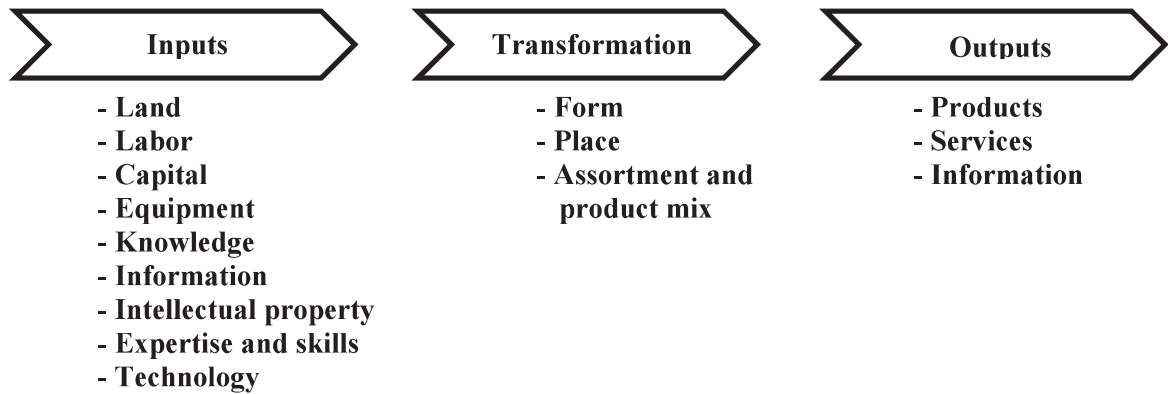 Inputs
- Land
- Labor
- Capital
- Equipment
- Knowledge
- Information
- Intellectual property
- Expertise and skills
- Technology
Transformation
- Form
- Place
- Assortment and
product mix
Outputs
- Products
- Services
- Information